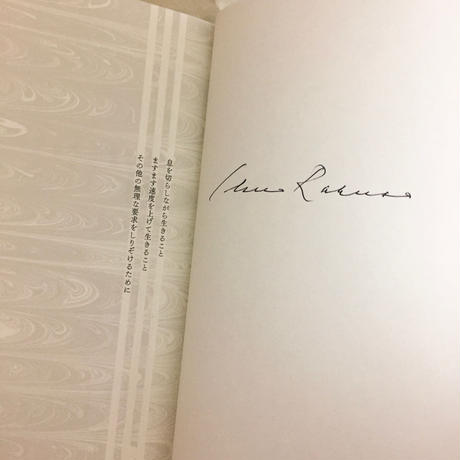 息を切らしながら生きること
ますます速度を上げて生きること
その他の無理な要求をしりぞけるために
Ilma Rakusa